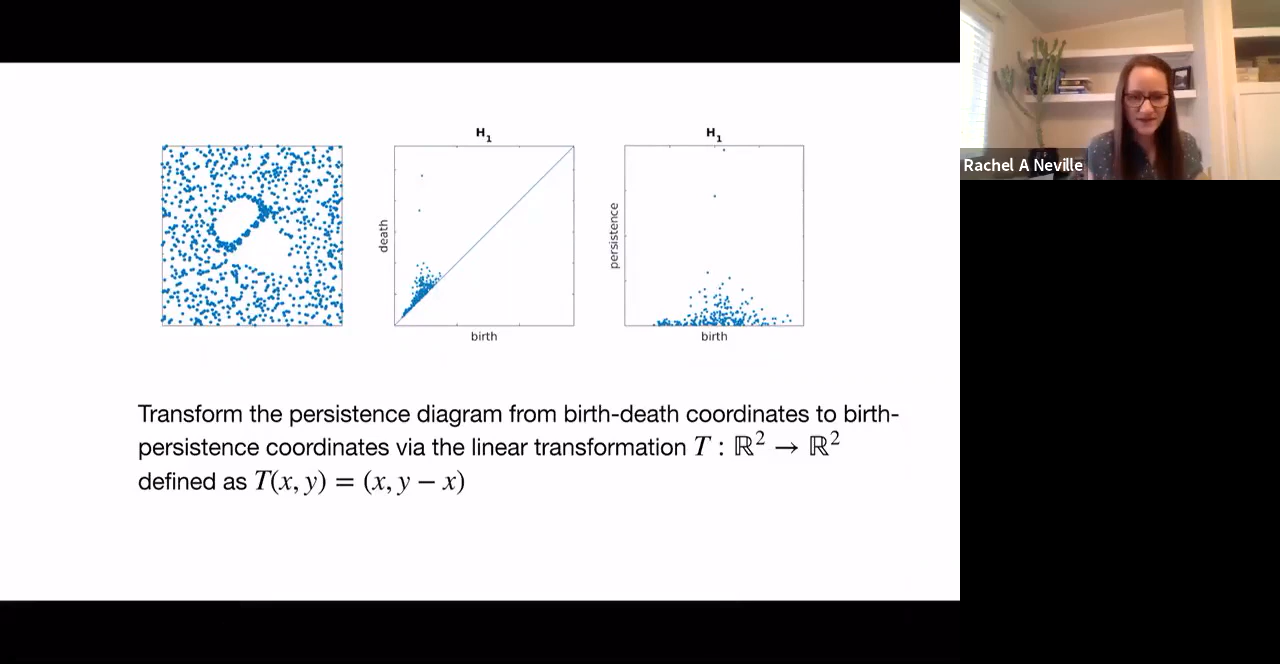 H1
H1
death
persistence
birth
birth
Transform the persistence diagram from birth-death coordinates to birth-
persistence coordinates via the linear transformation T : ℝ² → ℝ²
defined as T(x, y) = (x, y − x)
Rachel A Neville